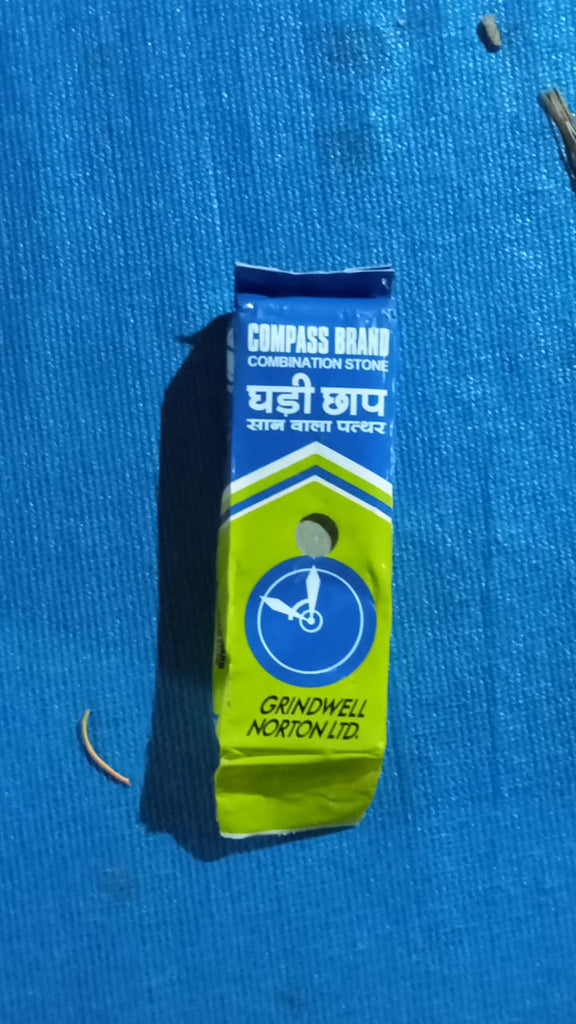 COMPASS BRAND
COMBINATION STONE
घड़ी छाप
सान वाला पत्थर
GRINDWELL
NORTON LTD.